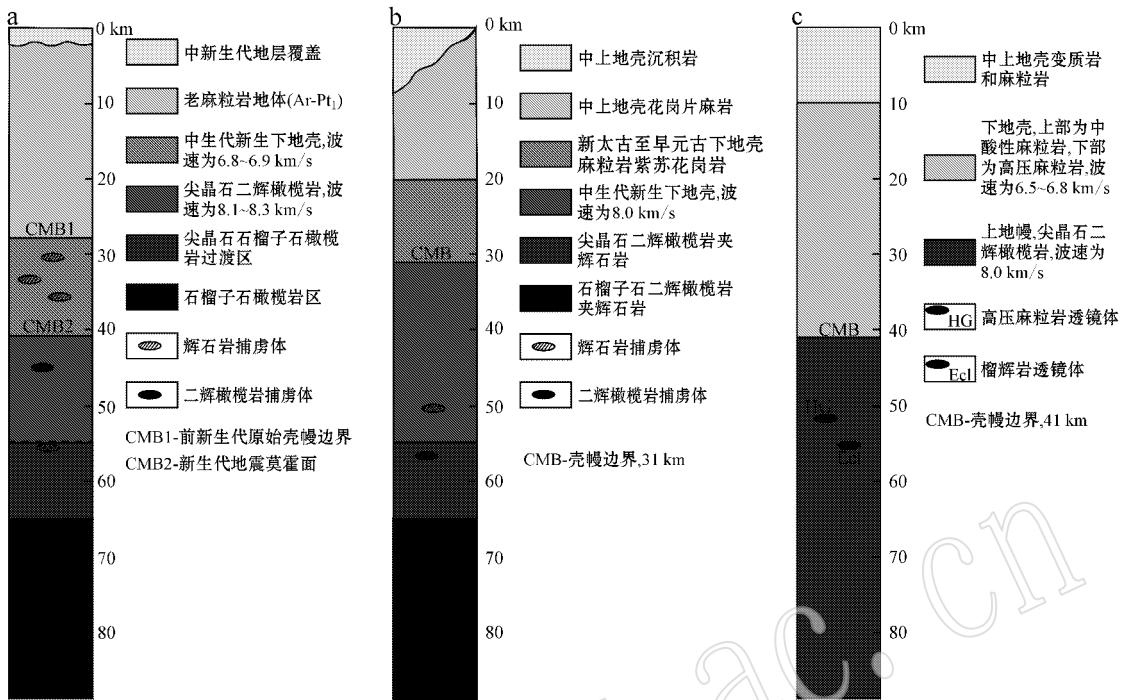 a
0 km
10
20
CMB1
30
CMB2
40
50
60
70
80
中新生代地层覆盖
老麻粒岩地体(Ar-Pt₁)
中生代新生下地壳,波
速为6.8~6.9 km/s
尖晶石二辉橄榄岩,波
速为8.1~8.3 km/s
尖晶石石榴子石橄榄
岩过渡区
石榴子石橄榄岩区
辉石岩捕虏体
二辉橄榄岩捕虏体
CMB1-前新生代原始壳幔边界
CMB2-新生代地震莫霍面
b
0 km
10
20
CMB
30
40
50
60
70
80
中上地壳沉积岩
中上地壳花岗片麻岩
新太古至早元古下地壳
麻粒岩紫苏花岗岩
中生代新生下地壳,波
速为8.0 km/s
尖晶石二辉橄榄岩夹
辉石岩
石榴子石二辉橄榄岩
夹辉石岩
辉石岩捕虏体
二辉橄榄岩捕虏体
CMB-壳幔边界,31 km
c
0 km
10
20
30
CMB
40
50
HG
Ecl
60
70
80
中上地壳变质岩
和麻粒岩
下地壳,上部为中
酸性麻粒岩,下部
为高压麻粒岩,波
速为6.5~6.8 km/s
上地幔,尖晶石二
辉橄榄岩,波速为
8.0 km/s
HG 高压麻粒岩透镜体
Ecl 榴辉岩透镜体
CMB-壳幔边界,41 km
ac.cn